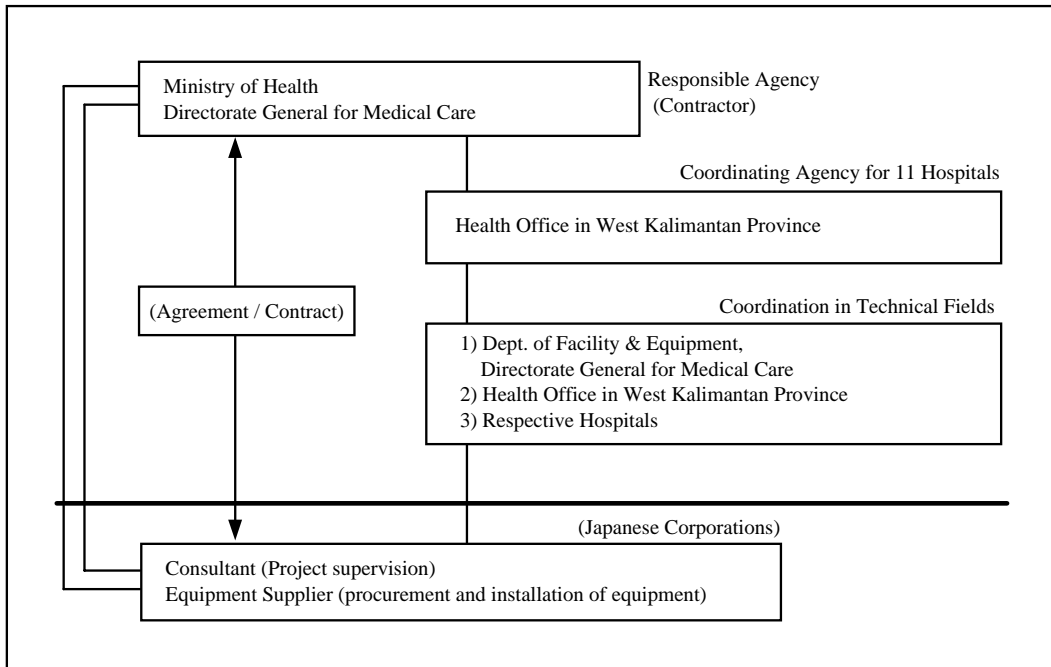 Ministry of Health
Directorate General for Medical Care
Responsible Agency
(Contractor)
Coordinating Agency for 11 Hospitals
Health Office in West Kalimantan Province
(Agreement / Contract)
Coordination in Technical Fields
1) Dept. of Facility & Equipment,
Directorate General for Medical Care
2) Health Office in West Kalimantan Province
3) Respective Hospitals
(Japanese Corporations)
Consultant (Project supervision)
Equipment Supplier (procurement and installation of equipment)